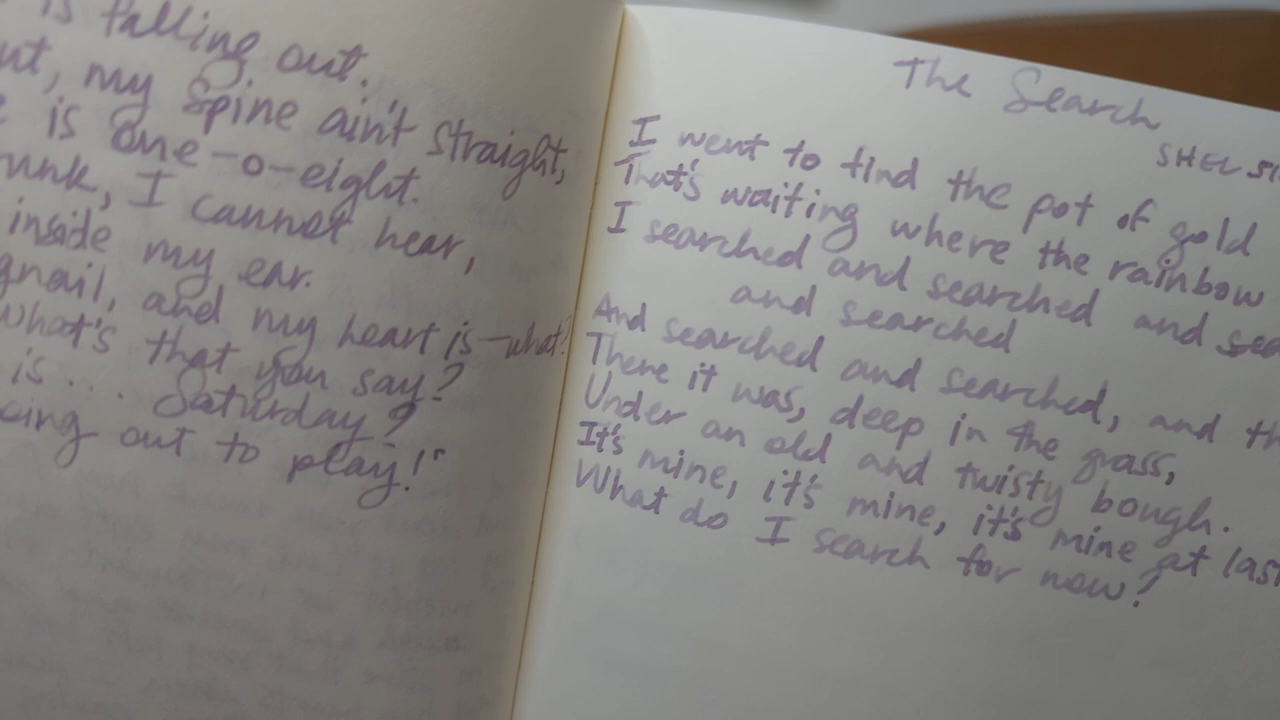 is falling out.
my spine ain't straight,
is one-o-eight.
I cannot hear,
inside my ear.
and my heart is—what?
what's that you say?
is... Saturday?
out to play!"
The Search
SHEL
I went to find the pot of gold
That's waiting where the rainbow
I searched and searched and
and searched
And searched and searched, and
There it was, deep in the grass,
Under an old and twisty bough.
It's mine, it's mine, it's mine at
What do I search for now?